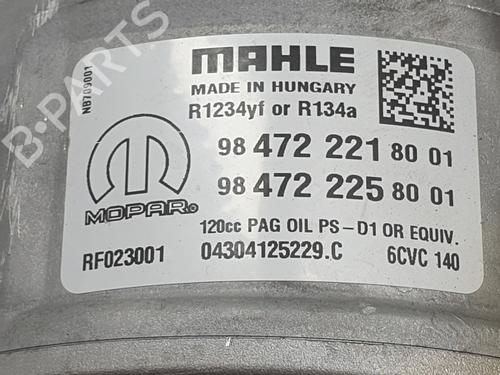 MAHLE
MADE IN HUNGARY
R1234yf or R134a
NB709001
98 472 221 80 01
98 472 225 80 01
MOPAR®
120cc PAG OIL PS-D1 OR EQUIV.
RF023001 04304125229.C 6CVC 140
B-PARTS